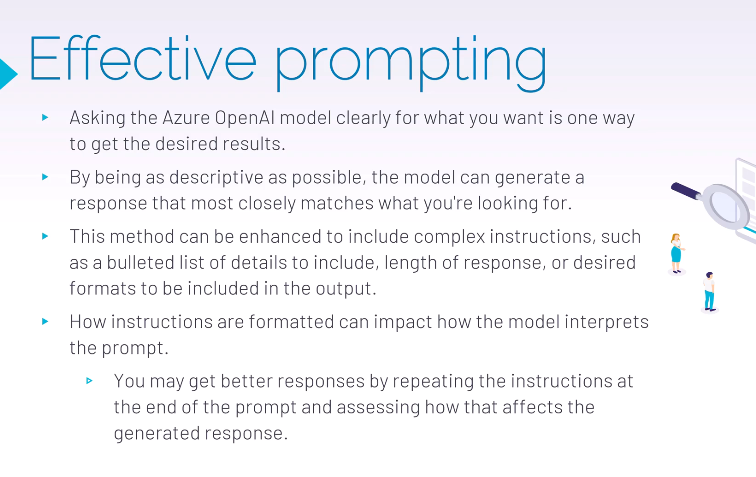 Effective prompting
Asking the Azure OpenAI model clearly for what you want is one way
to get the desired results.
By being as descriptive as possible, the model can generate a
response that most closely matches what you're looking for.
This method can be enhanced to include complex instructions, such
as a bulleted list of details to include, length of response, or desired
formats to be included in the output.
How instructions are formatted can impact how the model interprets
the prompt.
You may get better responses by repeating the instructions at
the end of the prompt and assessing how that affects the
generated response.